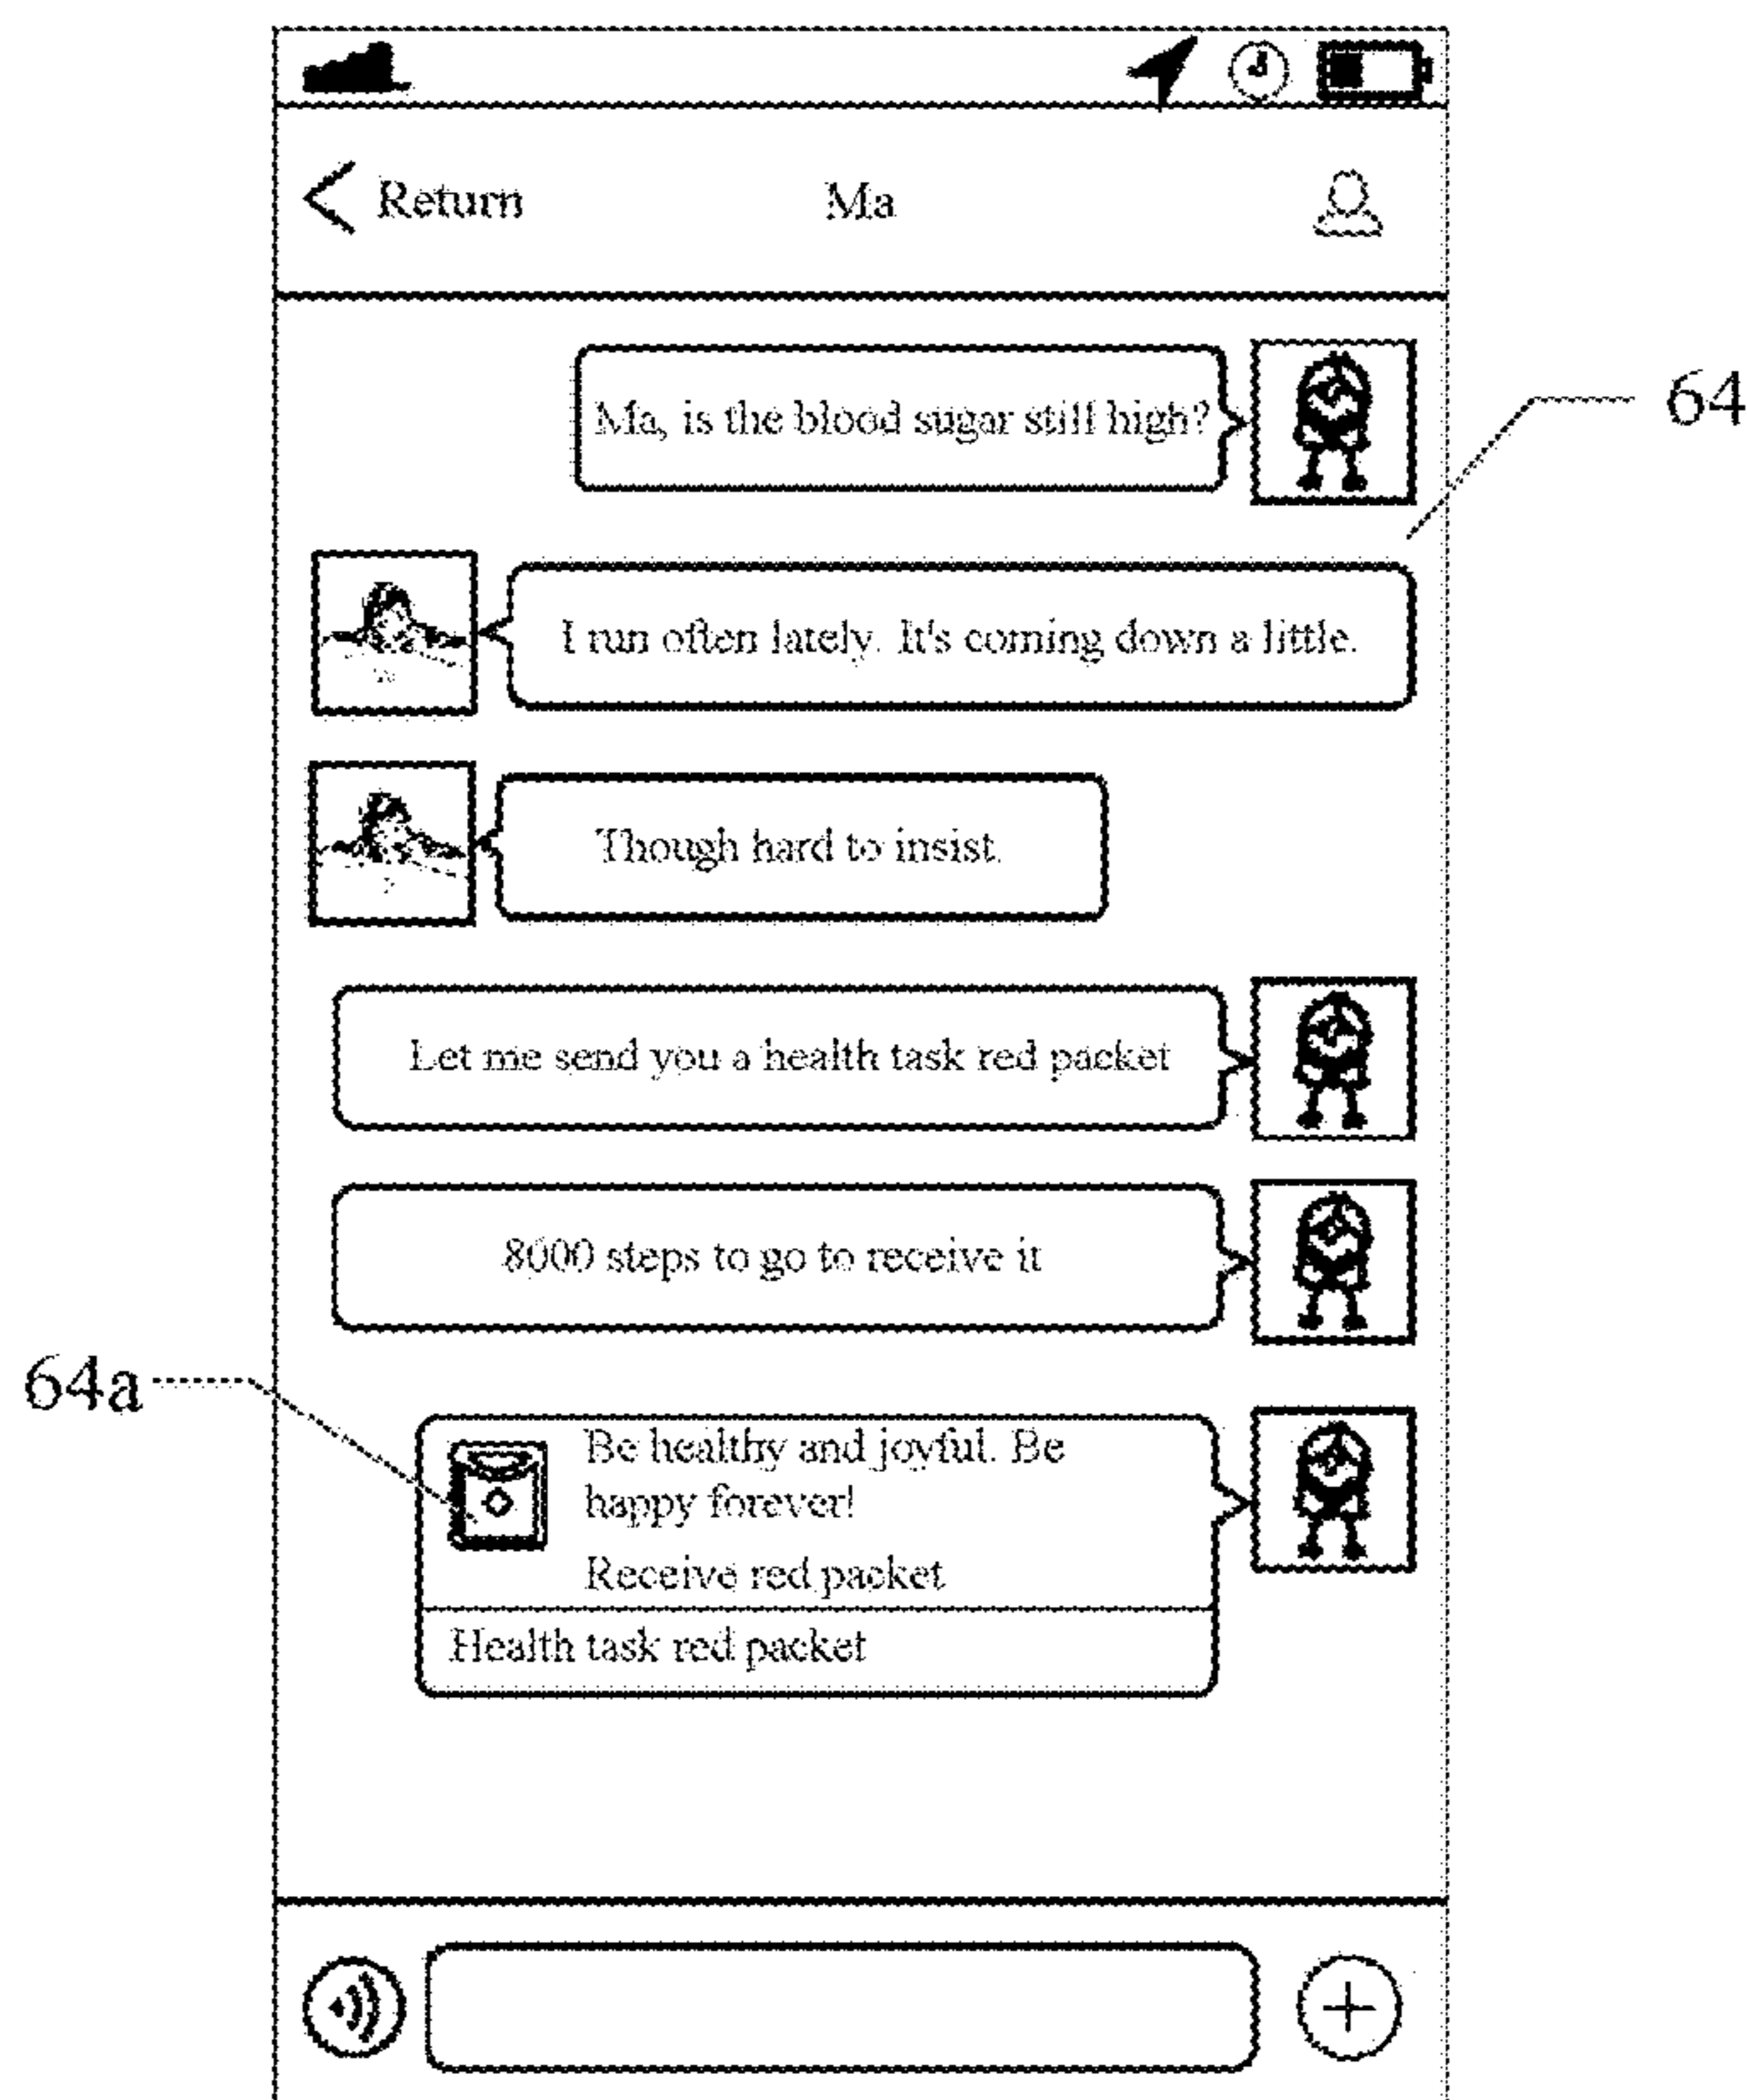 Return
Ma
Ma, is the blood sugar still high?
64
I run often lately. It's coming down a little.
Though hard to insist.
Let me send you a health task red packet
8000 steps to go to receive it
64a
Be healthy and joyful. Be
happy forever!
Receive red packet
Health task red packet